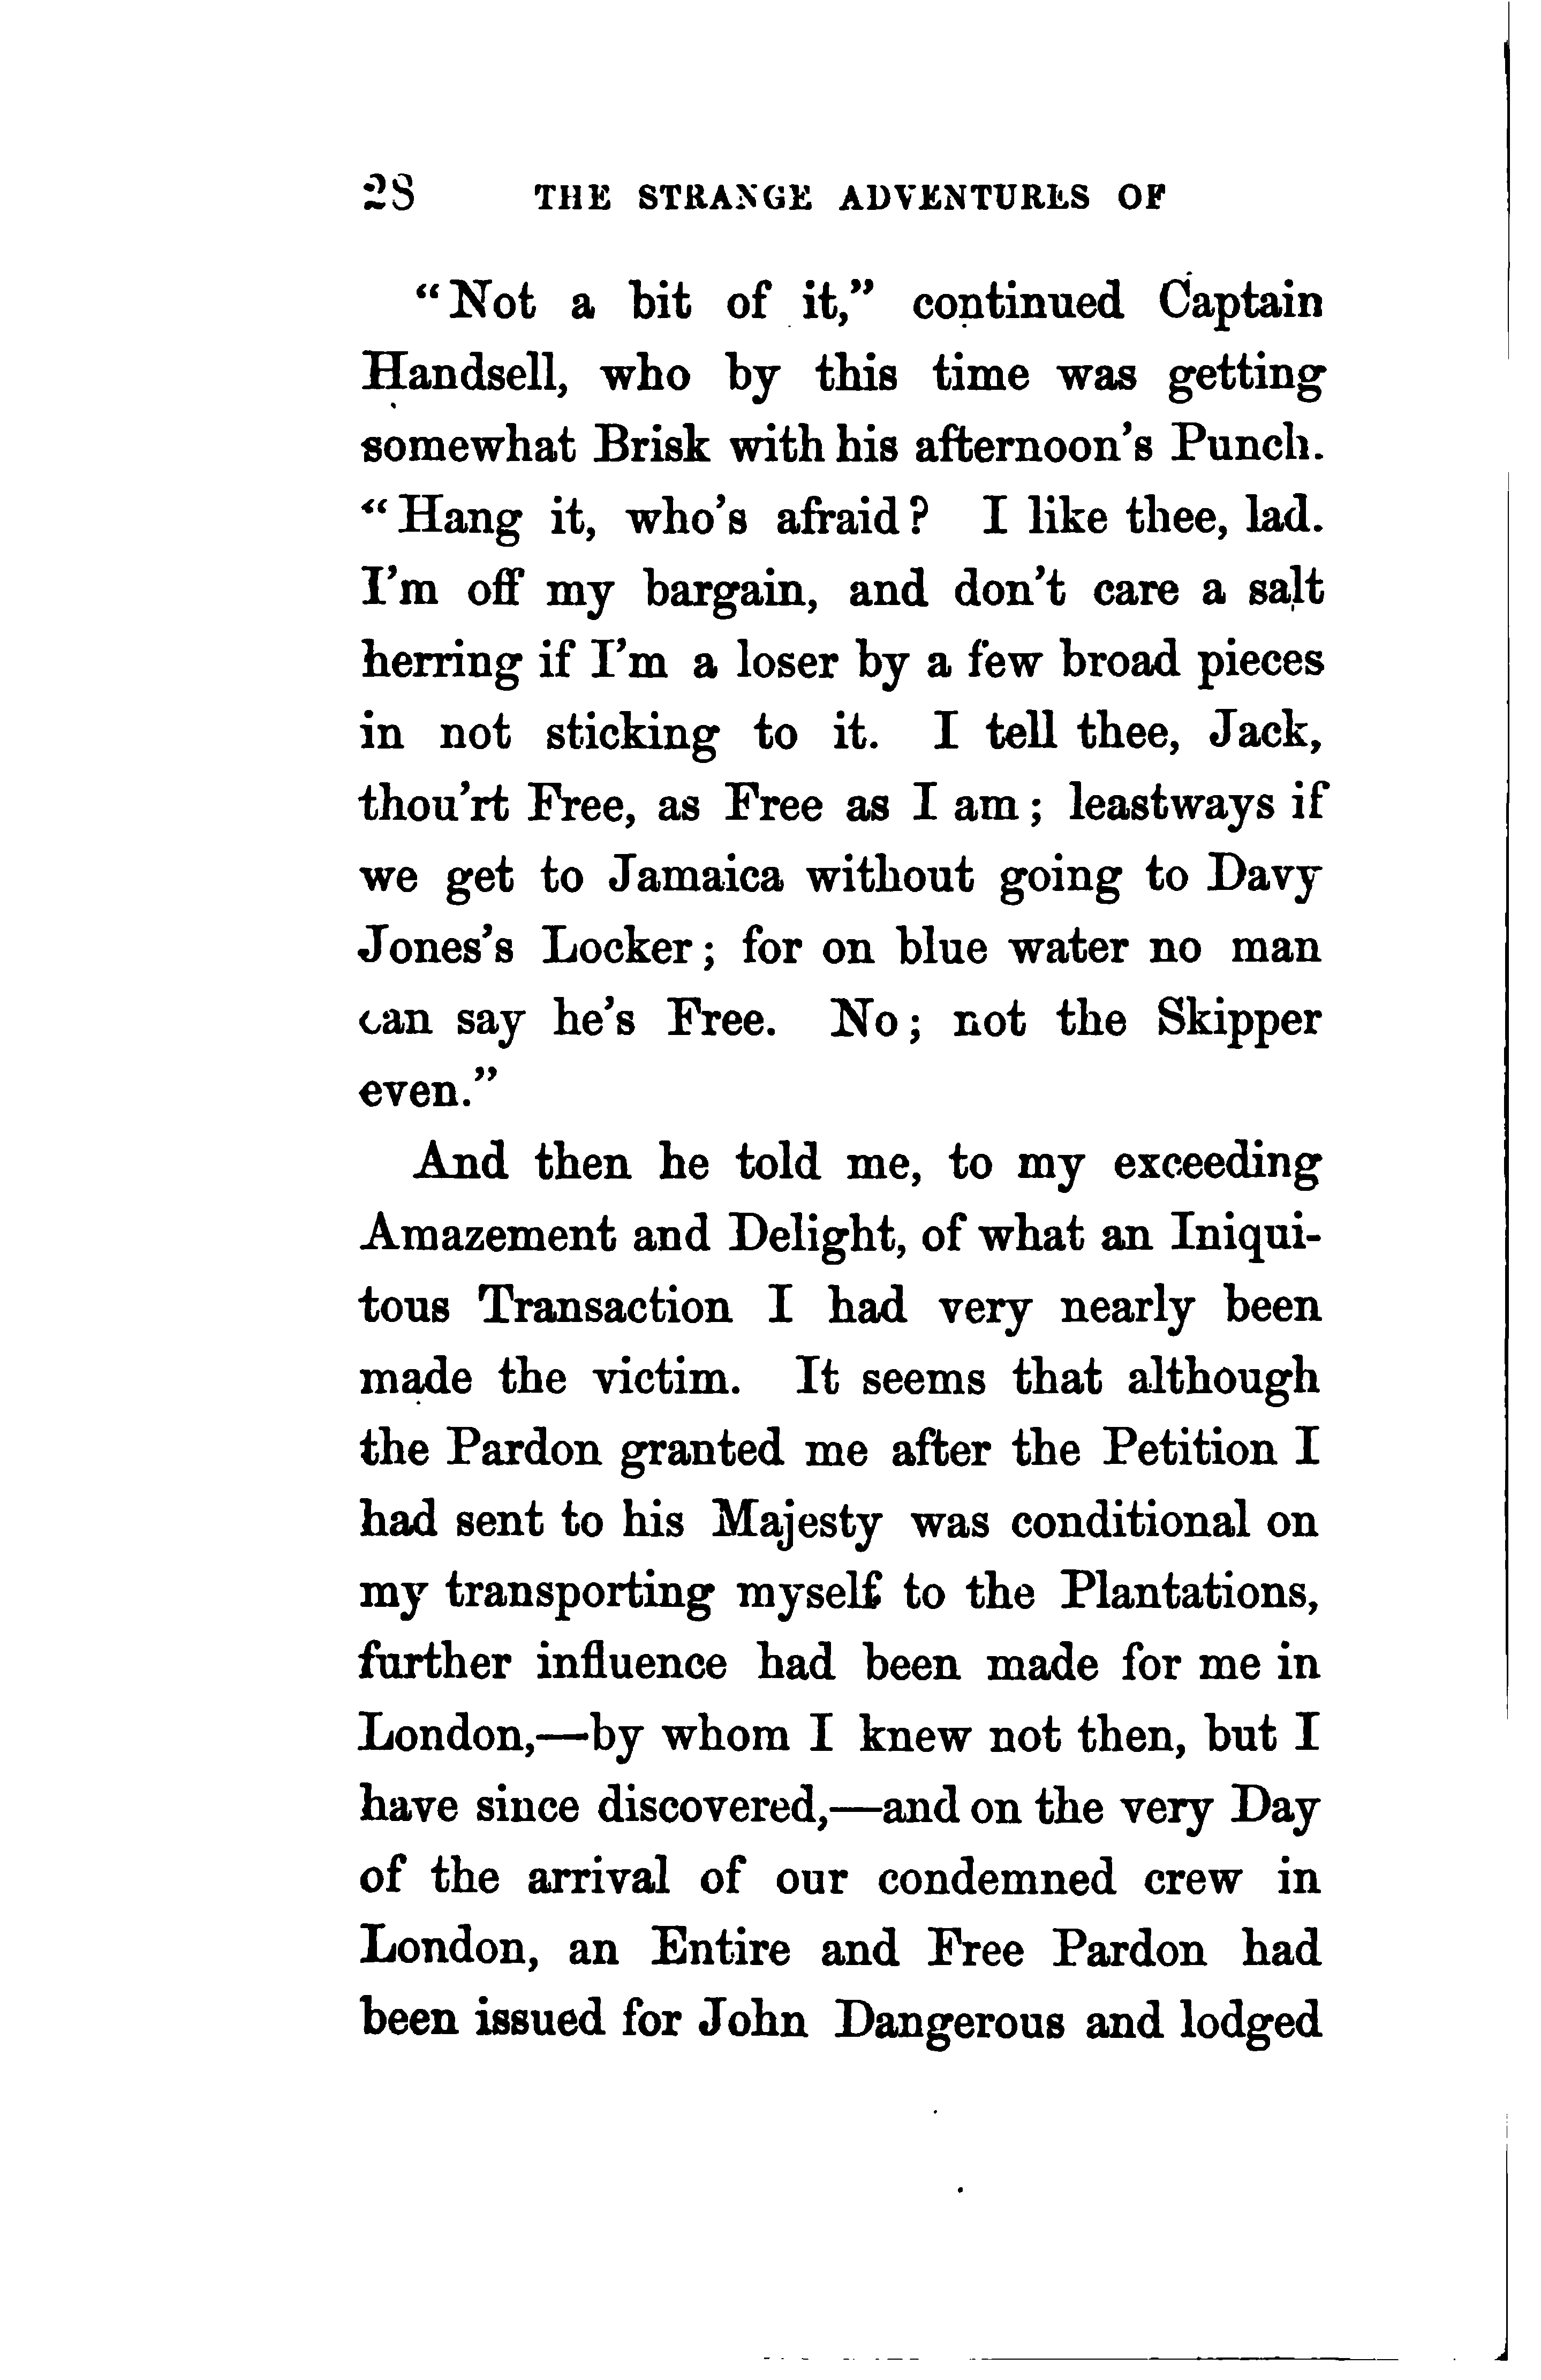 28 THE STRANGE ADVENTURES OF
“Not a bit of it,” continued Captain
Handsell, who by this time was getting
somewhat Brisk with his afternoon’s Punch.
“Hang it, who’s afraid? I like thee, lad.
I’m off my bargain, and don’t care a salt
herring if I’m a loser by a few broad pieces
in not sticking to it. I tell thee, Jack,
thou’rt Free, as Free as I am; leastways if
we get to Jamaica without going to Davy
Jones’s Locker; for on blue water no man
can say he’s Free. No; not the Skipper
even.”
And then he told me, to my exceeding
Amazement and Delight, of what an Iniqui-
tous Transaction I had very nearly been
made the victim. It seems that although
the Pardon granted me after the Petition I
had sent to his Majesty was conditional on
my transporting myself to the Plantations,
further influence had been made for me in
London,—by whom I knew not then, but I
have since discovered,—and on the very Day
of the arrival of our condemned crew in
London, an Entire and Free Pardon had
been issued for John Dangerous and lodged